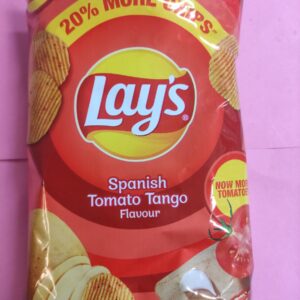 20% MORE CHIPS
Lay's
Spanish
Tomato Tango
Flavour
NOW MORE
TOMATO